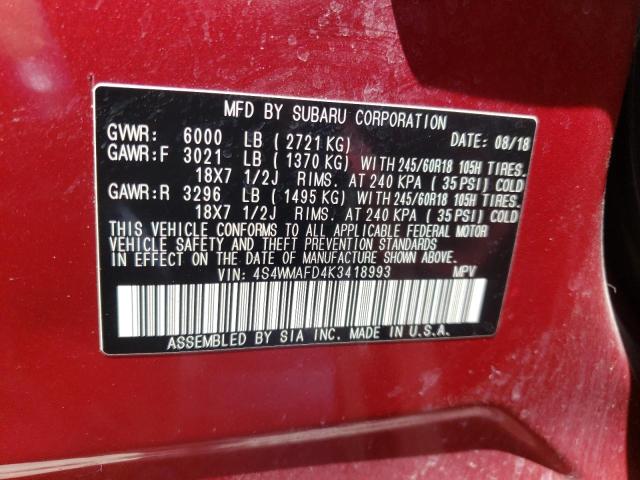 MFD BY SUBARU CORPORATION
GVWR: 6000 LB ( 2721 KG) DATE: 08/18
GAWR:F 3021 LB ( 1370 KG) WITH 245/60R18 105H TIRES.
18X7 1/2J RIMS. AT 240 KPA ( 35 PSI) COLD
GAWR:R 3296 LB ( 1495 KG) WITH 245/60R18 105H TIRES.
18X7 1/2J RIMS. AT 240 KPA ( 35 PSI) COLD
THIS VEHICLE CONFORMS TO ALL APPLICABLE FEDERAL MOTOR
VEHICLE SAFETY AND THEFT PREVENTION STANDARDS
IN EFFECT ON THE DATE OF MANUFACTURE SHOWN ABOVE.
VIN: 4S4WMAFD4K3418993 MPV
ASSEMBLED BY SIA INC. MADE IN U.S.A.